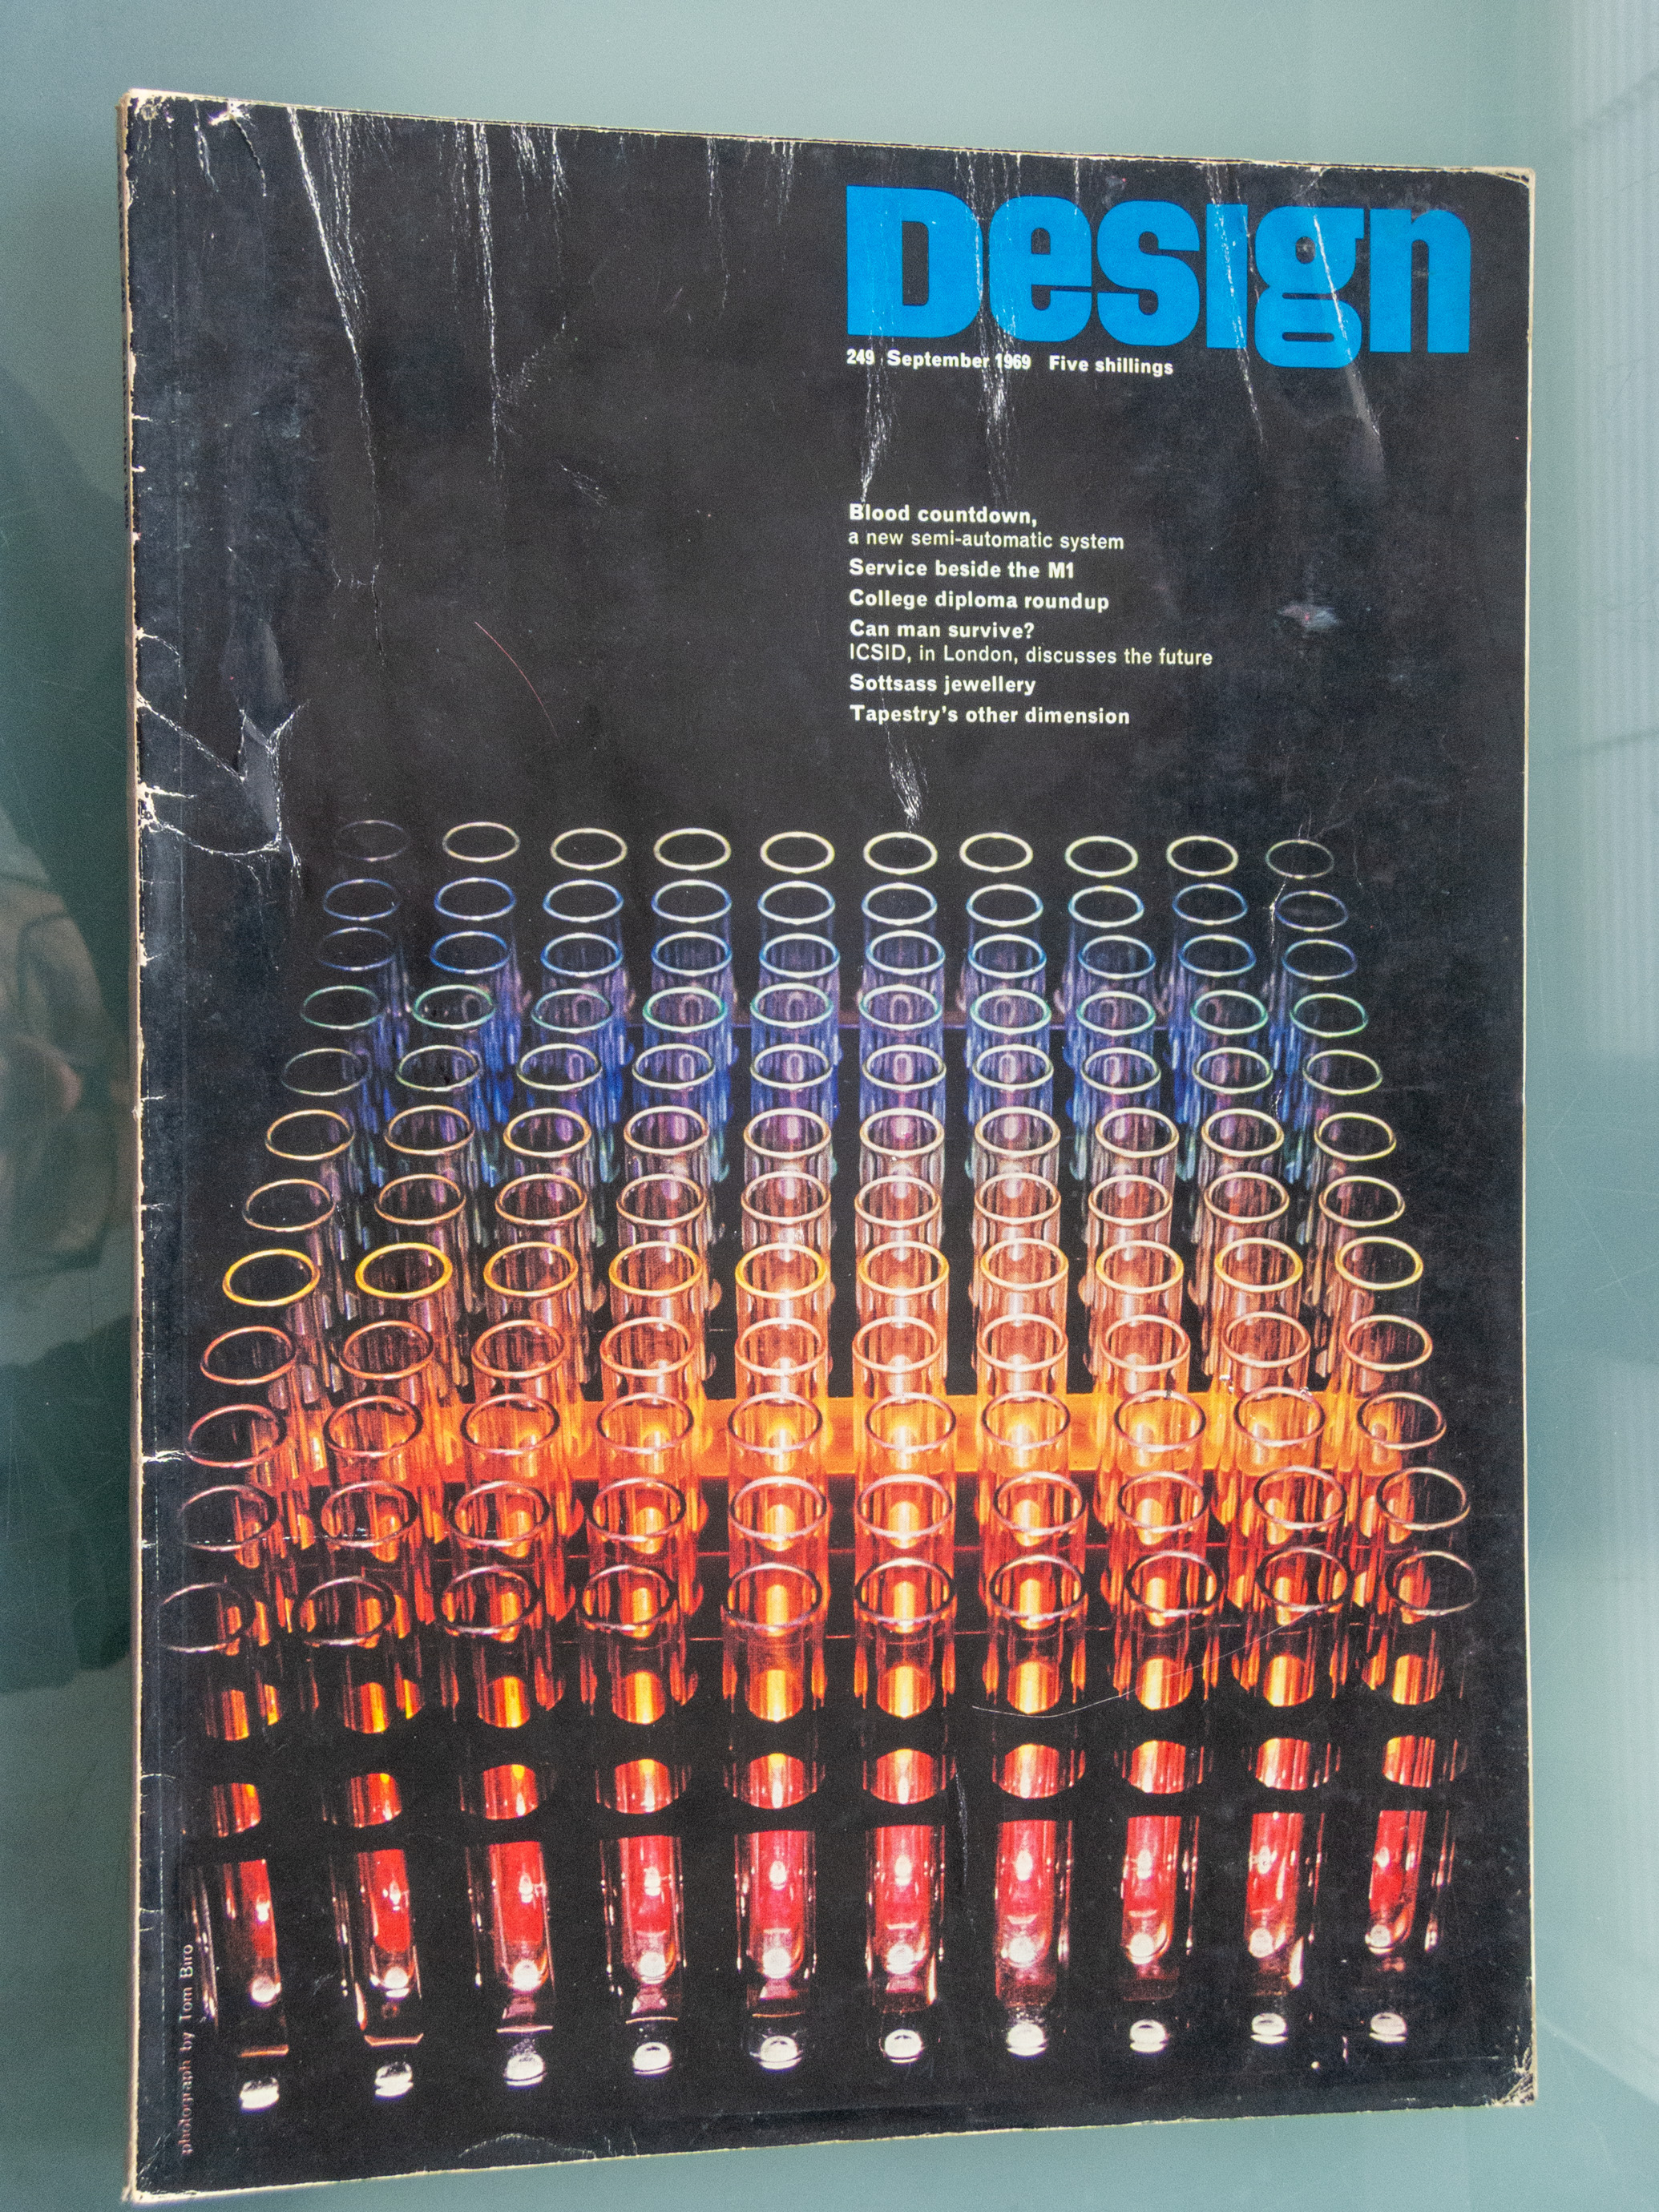 Design
249 September 1969 Five shillings
Blood countdown,
a new semi-automatic system
Service beside the M1
College diploma roundup
Can man survive?
ICSID, in London, discusses the future
Sottsass jewellery
Tapestry's other dimension
photograph by Tom Biro